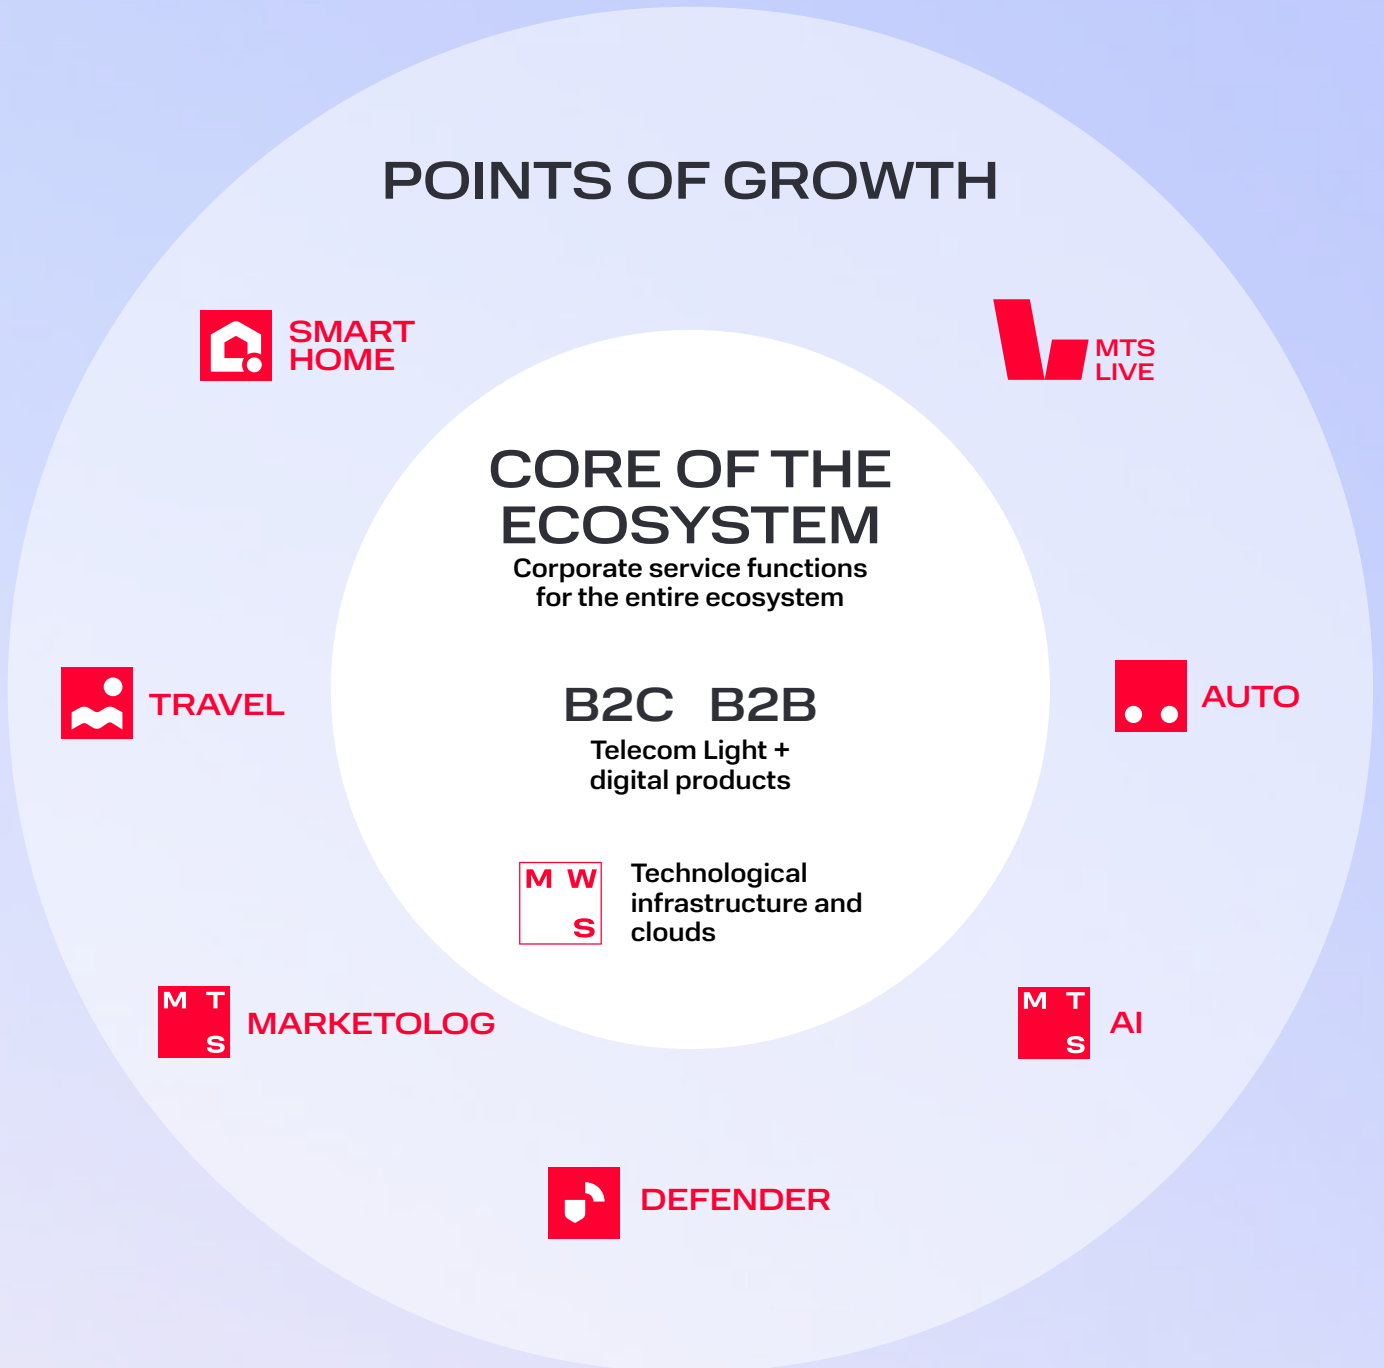 POINTS OF GROWTH
SMART
HOME
MTS
LIVE
CORE OF THE
ECOSYSTEM
Corporate service functions
for the entire ecosystem
TRAVEL
B2C B2B
AUTO
Telecom Light +
digital products
M W
S
Technological
infrastructure and
clouds
M T
S
MARKETOLOG
M T
S
AI
DEFENDER